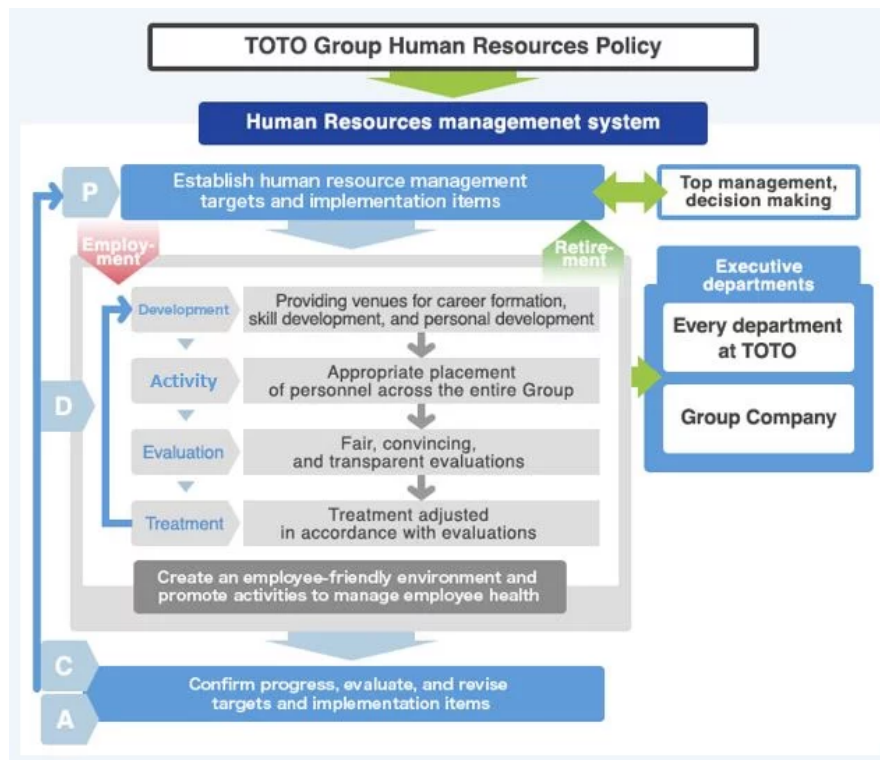 TOTO Group Human Resources Policy
Human Resources managemenet system
P
Establish human resource management
targets and implementation items
Top management,
decision making
Employ-
ment
Retire-
ment
Executive
departments
Every department
at TOTO
Group Company
D
Development
Providing venues for career formation,
skill development, and personal development
Activity
Appropriate placement
of personnel across the entire Group
Evaluation
Fair, convincing,
and transparent evaluations
Treatment
Treatment adjusted
in accordance with evaluations
Create an employee-friendly environment and
promote activities to manage employee health
C
A
Confirm progress, evaluate, and revise
targets and implementation items